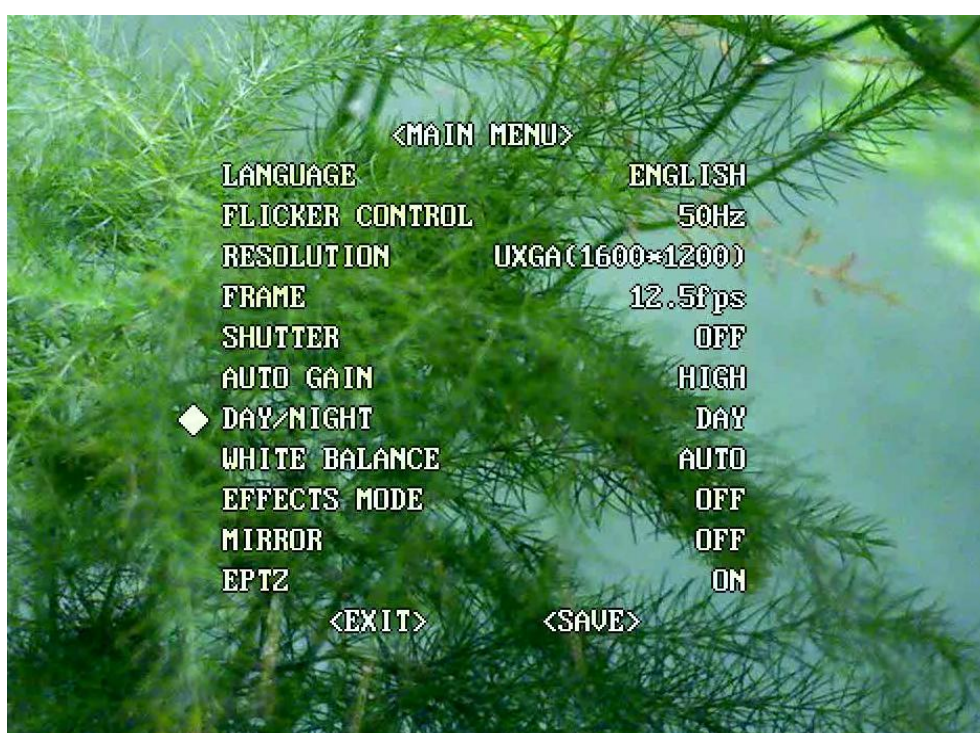 <MAIN MENU>
LANGUAGE ENGLISH
FLICKER CONTROL 50Hz
RESOLUTION UXGA(1600*1200)
FRAME 12.5fps
SHUTTER OFF
AUTO GAIN HIGH
DAY/NIGHT DAY
WHITE BALANCE AUTO
EFFECTS MODE OFF
MIRROR OFF
EPTZ ON
<EXIT> <SAVE>